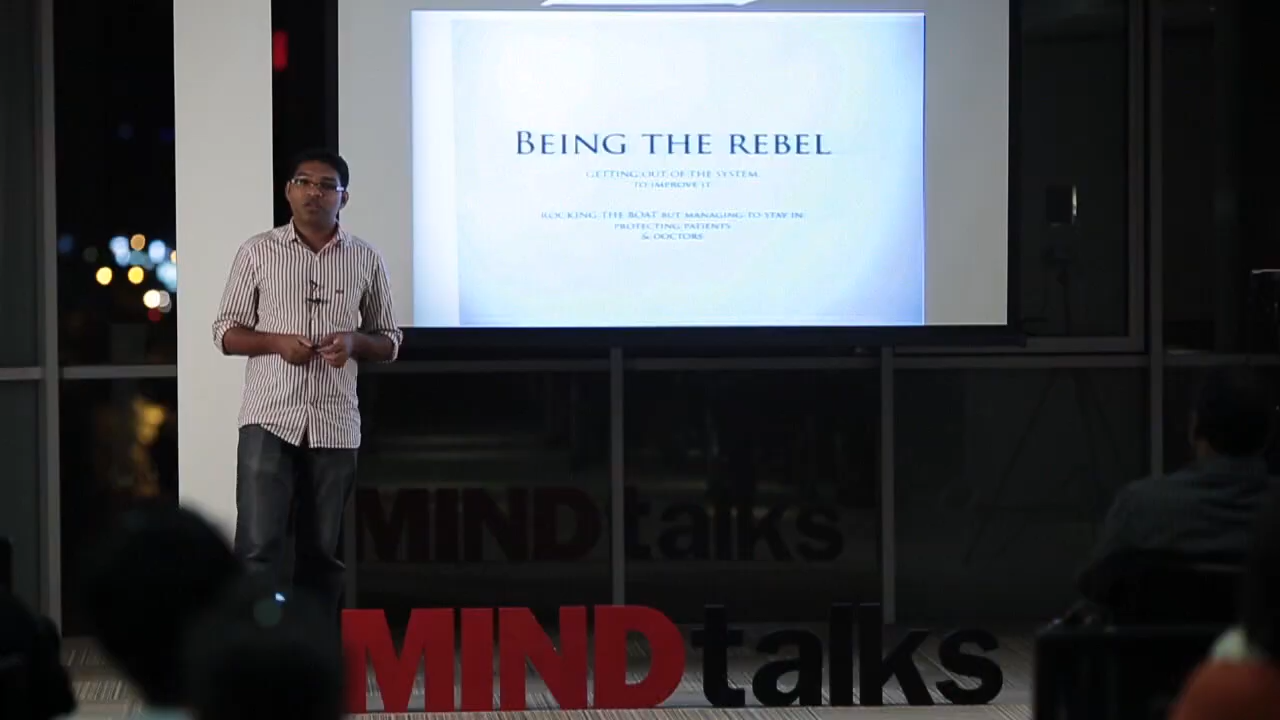 BEING THE REBEL
GETTING OUT OF THE SYSTEM
TO IMPROVE IT
ROCKING THE BOAT BUT MANAGING TO STAY IN
PROTECTING PATIENTS
& DOCTORS
MINDtalks
MINDtalks